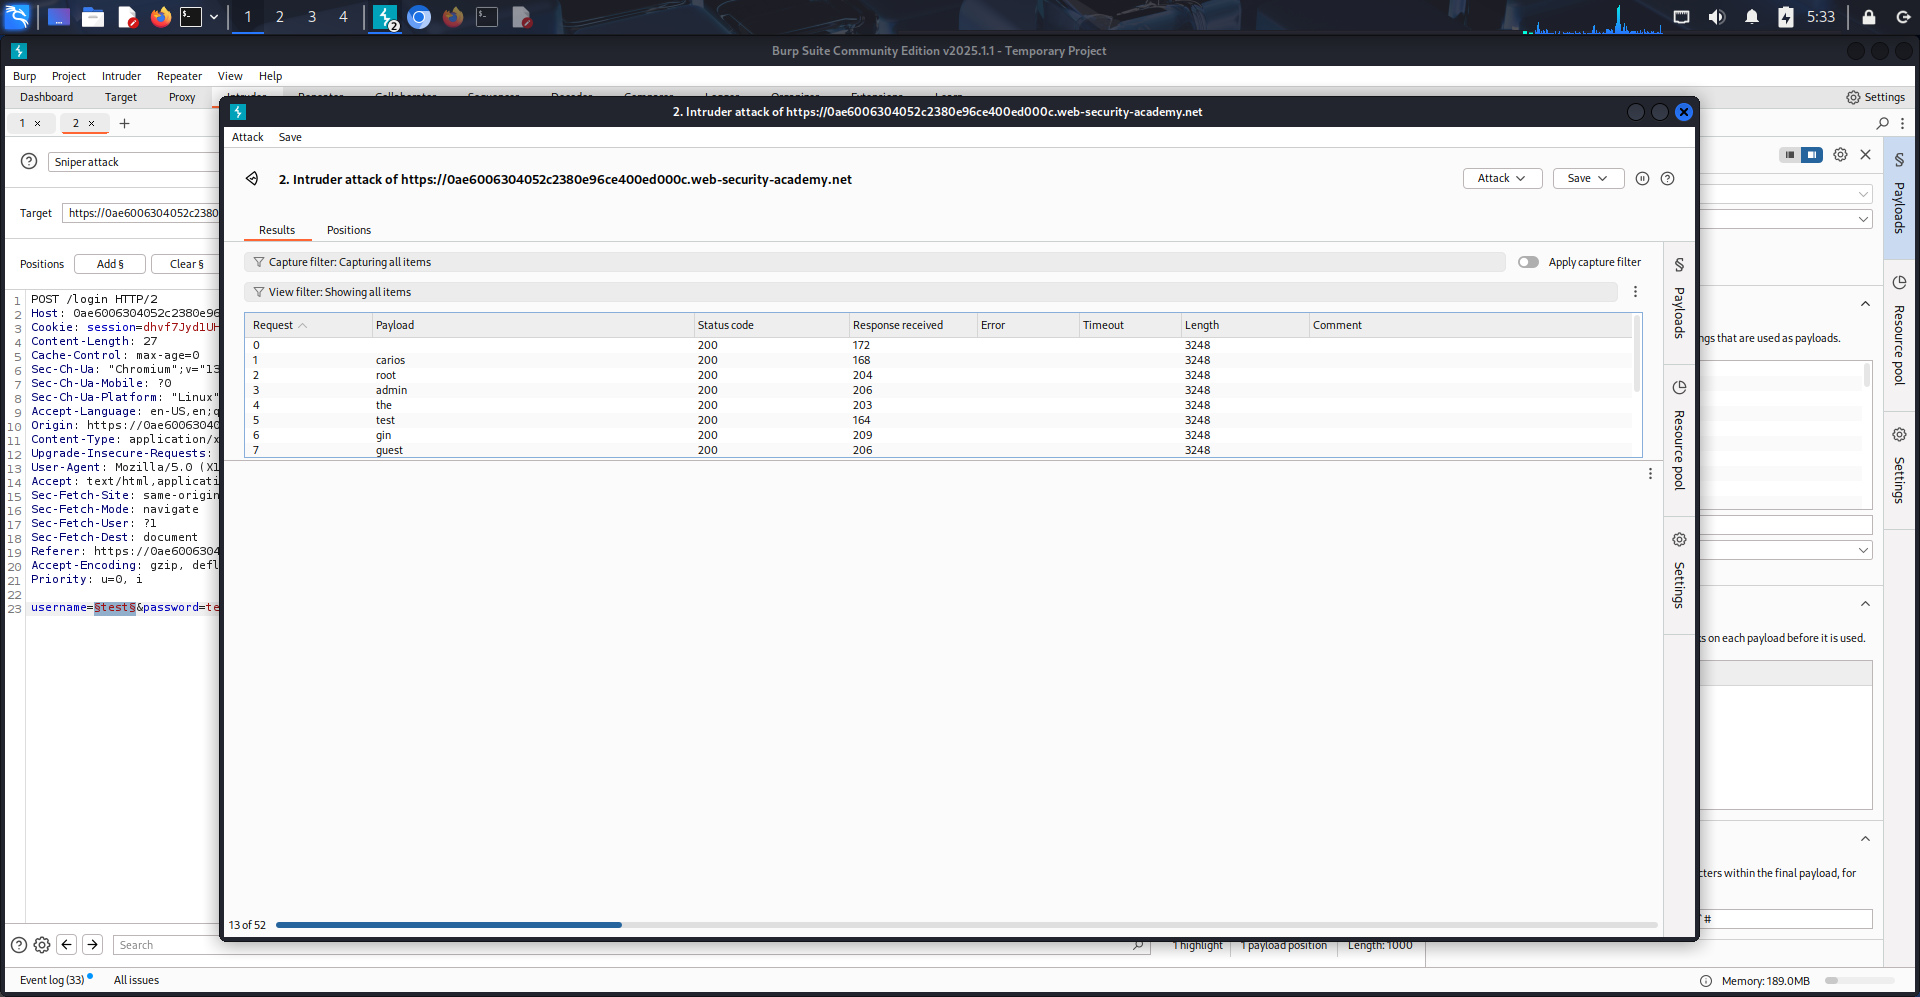 1 2 3 4 2 5:33
Burp Suite Community Edition v2025.1.1 - Temporary Project
Burp Project Intruder Repeater View Help
Dashboard Target Proxy Intruder Repeater Collaborator Sequencer Decoder Comparer Logger Organizer Extensions Learn Settings
1 × 2 × +
2. Intruder attack of https://0ae6006304052c2380e96ce400ed000c.web-security-academy.net
Attack Save
Sniper attack
2. Intruder attack of https://0ae6006304052c2380e96ce400ed000c.web-security-academy.net
Attack Save
Target https://0ae6006304052c2380
Results Positions
Positions Add § Clear §
Capture filter: Capturing all items
Apply capture filter
View filter: Showing all items
Request Payload Status code Response received Error Timeout Length Comment
0 200 172 3248
1 carios 200 168 3248
2 root 200 204 3248
3 admin 200 206 3248
4 the 200 203 3248
5 test 200 164 3248
6 gin 200 209 3248
7 guest 200 206 3248
§ Payloads
Resource pool
Settings
1 POST /login HTTP/2
2 Host: 0ae6006304052c2380e96
3 Cookie: session=dhvf7Jyd1UH
4 Content-Length: 27
5 Cache-Control: max-age=0
6 Sec-Ch-Ua: "Chromium";v="13
7 Sec-Ch-Ua-Mobile: ?0
8 Sec-Ch-Ua-Platform: "Linux"
9 Accept-Language: en-US,en;q
10 Origin: https://0ae60063040
11 Content-Type: application/x
12 Upgrade-Insecure-Requests:
13 User-Agent: Mozilla/5.0 (X1
14 Accept: text/html,applicati
15 Sec-Fetch-Site: same-origin
16 Sec-Fetch-Mode: navigate
17 Sec-Fetch-User: ?1
18 Sec-Fetch-Dest: document
19 Referer: https://0ae6006304
20 Accept-Encoding: gzip, defl
21 Priority: u=0, i
22
23 username=§test§&password=te
§ Payloads
Resource pool
Settings
ngs that are used as payloads.
ks on each payload before it is used.
cters within the final payload, for
#
13 of 52
Search
1 highlight 1 payload position Length: 1000
Event log (33) All issues
Memory: 189.0MB